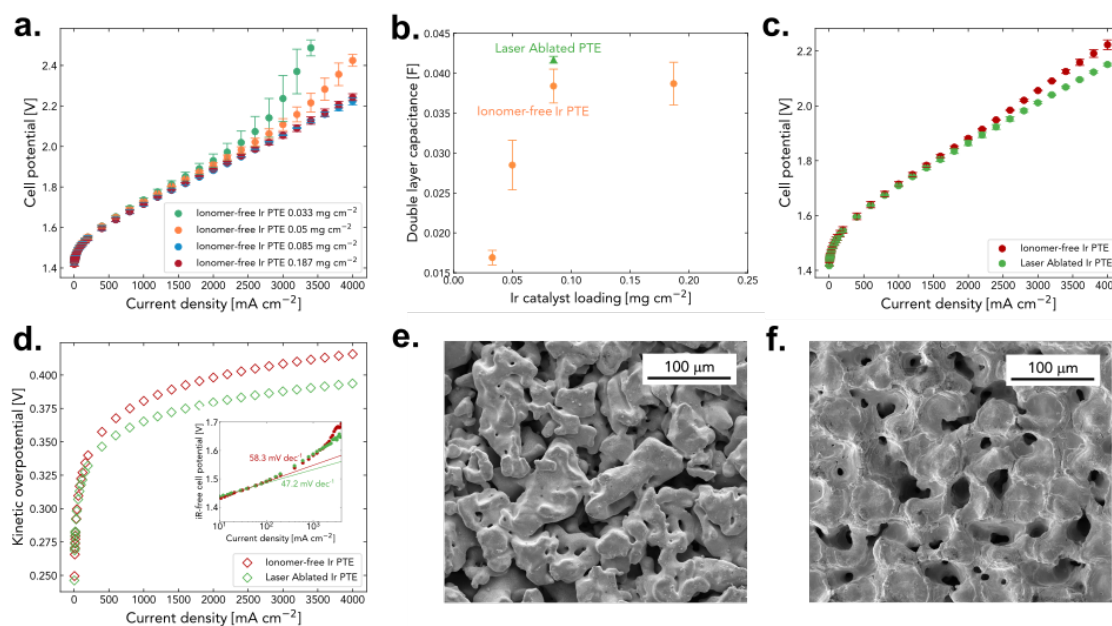 a.
Cell potential [V]
2.4
2.2
2.0
1.8
1.6
1.4
Ionomer-free Ir PTE 0.033 mg cm⁻²
Ionomer-free Ir PTE 0.05 mg cm⁻²
Ionomer-free Ir PTE 0.085 mg cm⁻²
Ionomer-free Ir PTE 0.187 mg cm⁻²
0 500 1000 1500 2000 2500 3000 3500 4000
Current density [mA cm⁻²]
b.
Double layer capacitance [F]
0.045
0.040
0.035
0.030
0.025
0.020
0.015
Laser Ablated PTE
Ionomer-free Ir PTE
0.00 0.05 0.10 0.15 0.20 0.25
Ir catalyst loading [mg cm⁻²]
c.
Cell potential [V]
2.2
2.0
1.8
1.6
1.4
Ionomer-free Ir PTE
Laser Ablated Ir PTE
0 500 1000 1500 2000 2500 3000 3500 4000
Current density [mA cm⁻²]
d.
Kinetic overpotential [V]
0.400
0.375
0.350
0.325
0.300
0.275
0.250
iR-free cell potential [V]
1.7
1.6
1.5
1.4
58.3 mV dec⁻¹
47.2 mV dec⁻¹
10¹ 10² 10³
Current density [mA cm⁻²]
Ionomer-free Ir PTE
Laser Ablated Ir PTE
0 500 1000 1500 2000 2500 3000 3500 4000
Current density [mA cm⁻²]
e.
100 μm
f.
100 μm